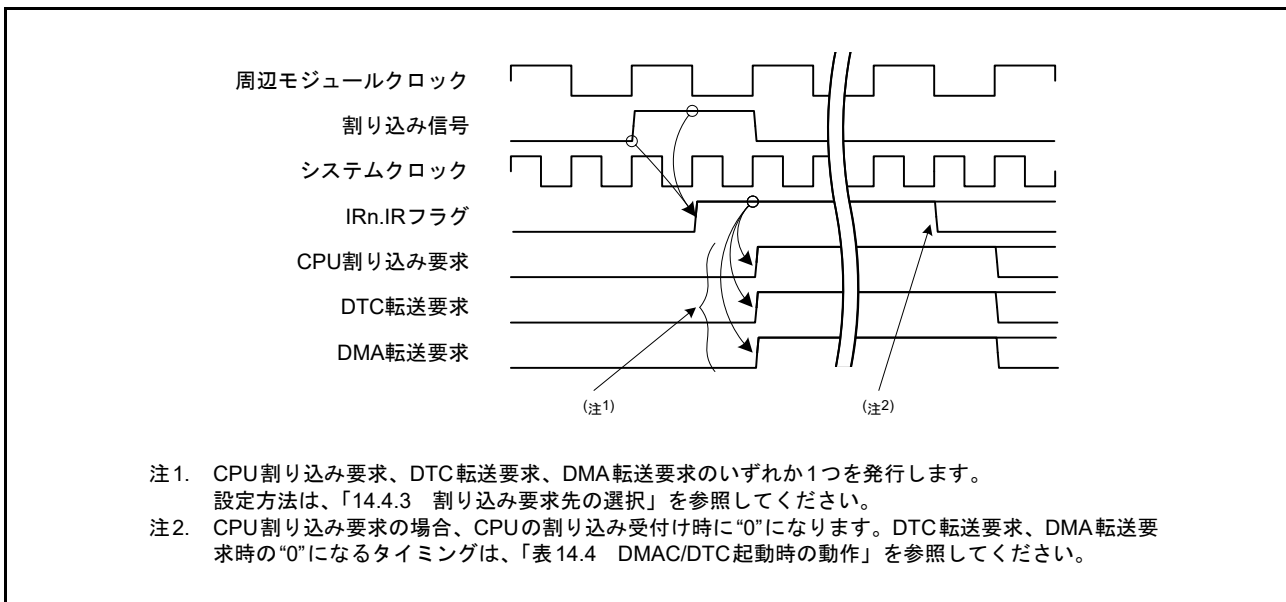 周辺モジュールクロック
割り込み信号
システムクロック
IRn.IRフラグ
CPU割り込み要求
DTC転送要求
DMA転送要求
(注1)
(注2)
注1. CPU割り込み要求、DTC転送要求、DMA転送要求のいずれか1つを発行します。
設定方法は、「14.4.3 割り込み要求先の選択」を参照してください。
注2. CPU割り込み要求の場合、CPUの割り込み受付け時に“0”になります。DTC転送要求、DMA転送要
求時の“0”になるタイミングは、「表14.4 DMAC/DTC起動時の動作」を参照してください。